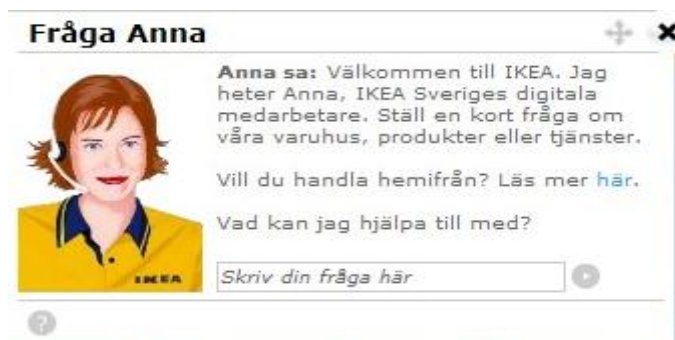 Fråga Anna
Anna sa: Välkommen till IKEA. Jag
heter Anna, IKEA Sveriges digitala
medarbetare. Ställ en kort fråga om
våra varuhus, produkter eller tjänster.
Vill du handla hemifrån? Läs mer här.
Vad kan jag hjälpa till med?
IKEA
Skriv din fråga här
?